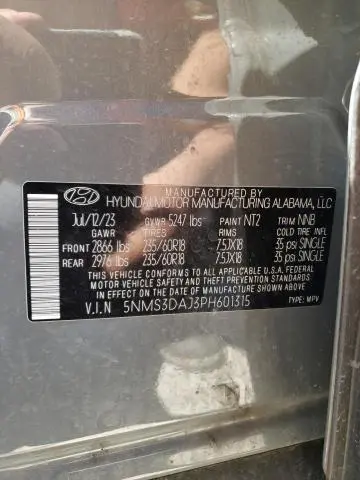 MANUFACTURED BY
HYUNDAI MOTOR MANUFACTURING ALABAMA, LLC
Jul/12/23 GVWR 5247 lbs PAINT NT2 TRIM NNB
GAWR TIRES RIMS COLD TIRE INFL
FRONT 2866 lbs 235/60R18 7.5JX18 35 psi SINGLE
REAR 2976 lbs 235/60R18 7.5JX18 35 psi SINGLE
THIS VEHICLE CONFORMS TO ALL APPLICABLE U.S. FEDERAL
MOTOR VEHICLE SAFETY STANDARDS IN EFFECT ON THE
DATE OF MANUFACTURE SHOWN ABOVE.
V.I.N 5NMS3DAJ3PH601315 TYPE: MPV